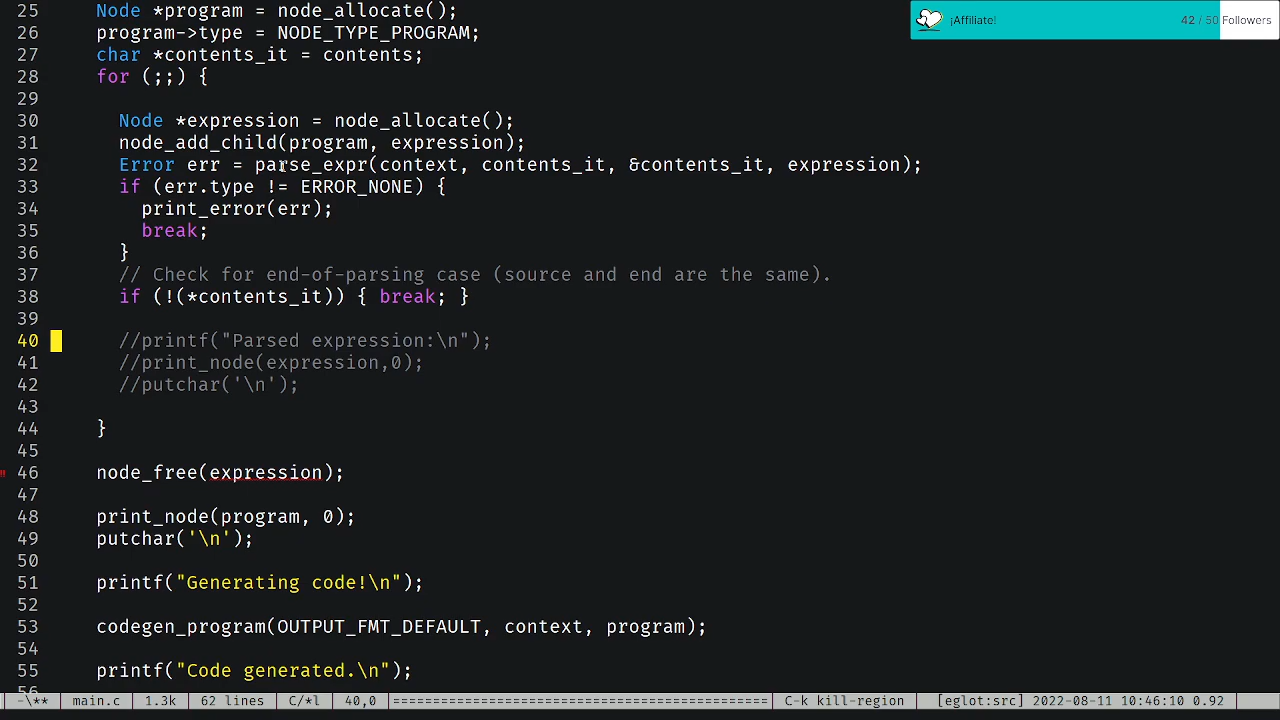 25 Node *program = node_allocate();
26 program->type = NODE_TYPE_PROGRAM;
27 char *contents_it = contents;
28 for (;;) {
29
30 Node *expression = node_allocate();
31 node_add_child(program, expression);
32 Error err = parse_expr(context, contents_it, &contents_it, expression);
33 if (err.type != ERROR_NONE) {
34 print_error(err);
35 break;
36 }
37 // Check for end-of-parsing case (source and end are the same).
38 if (!(*contents_it)) { break; }
39
40 //printf("Parsed expression:\n");
41 //print_node(expression,0);
42 //putchar('\n');
43
44 }
45
46 node_free(expression);
47
48 print_node(program, 0);
49 putchar('\n');
50
51 printf("Generating code!\n");
52
53 codegen_program(OUTPUT_FMT_DEFAULT, context, program);
54
55 printf("Code generated.\n");
56
¡Affiliate! 42 / 50 Followers
-\** main.c 1.3k 62 lines C/*l 40,0 C-k kill-region [eglot:src] 2022-08-11 10:46:10 0.92